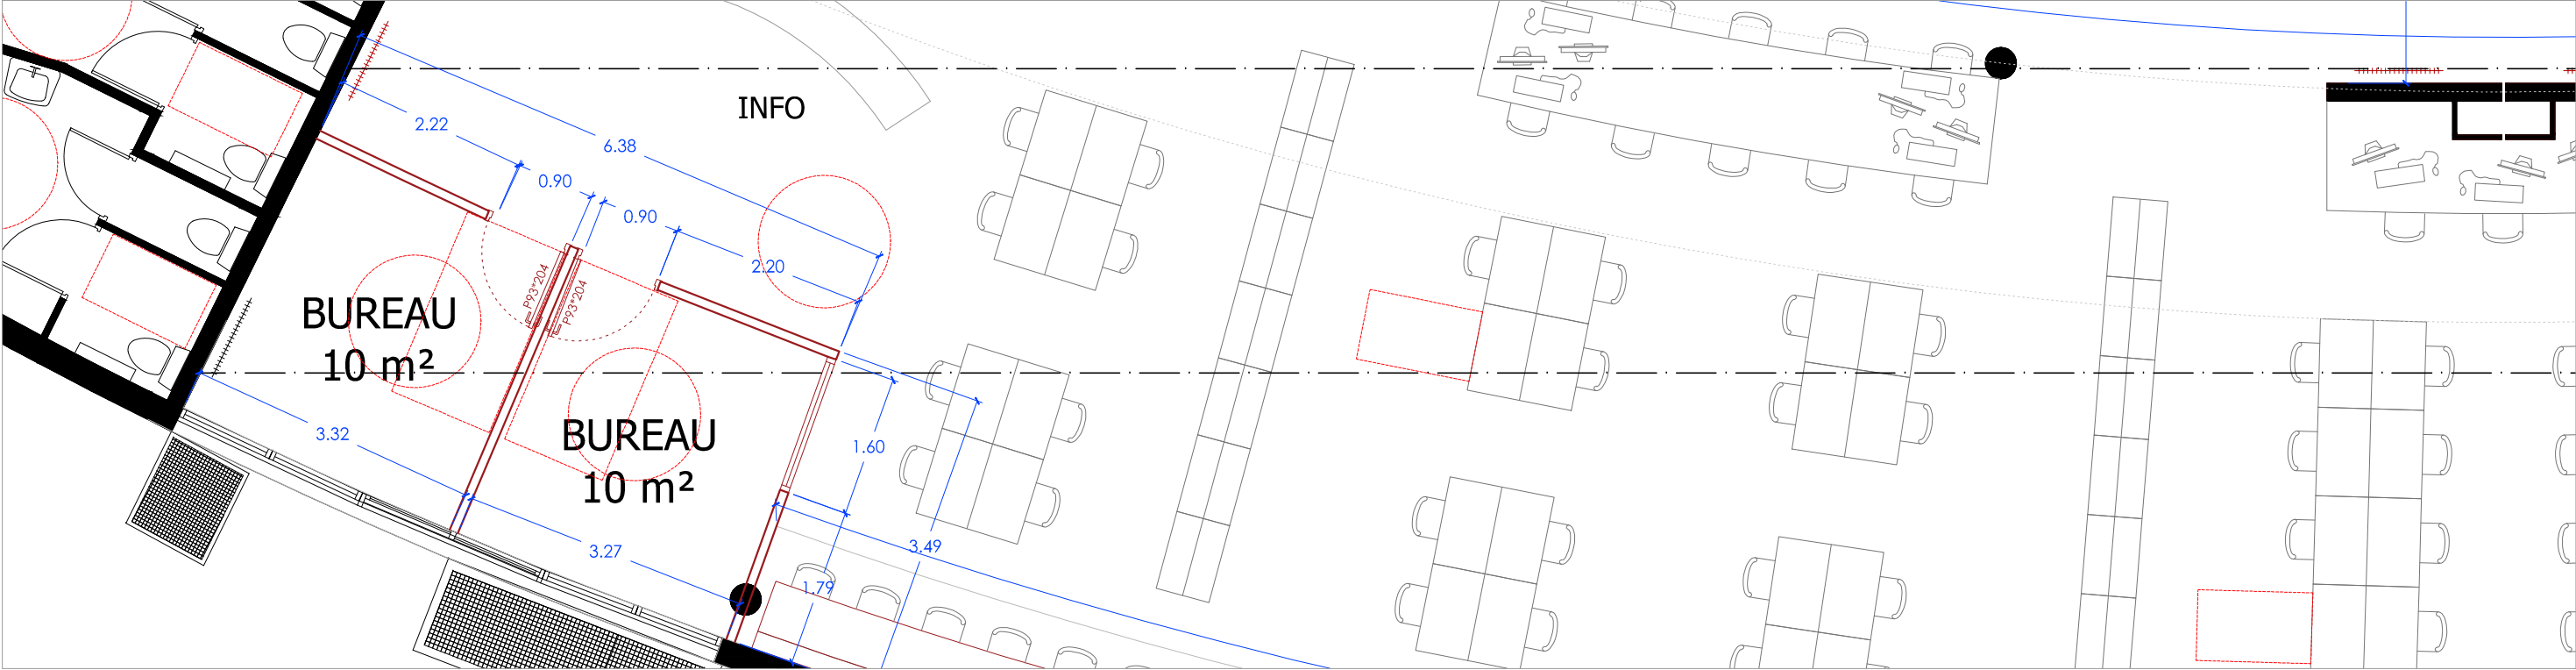 INFO
2.22
6.38
0.90
0.90
2.20
P93*204
P93*204
BUREAU
10 m²
BUREAU
10 m²
3.32
1.60
3.27
3.49
1.79